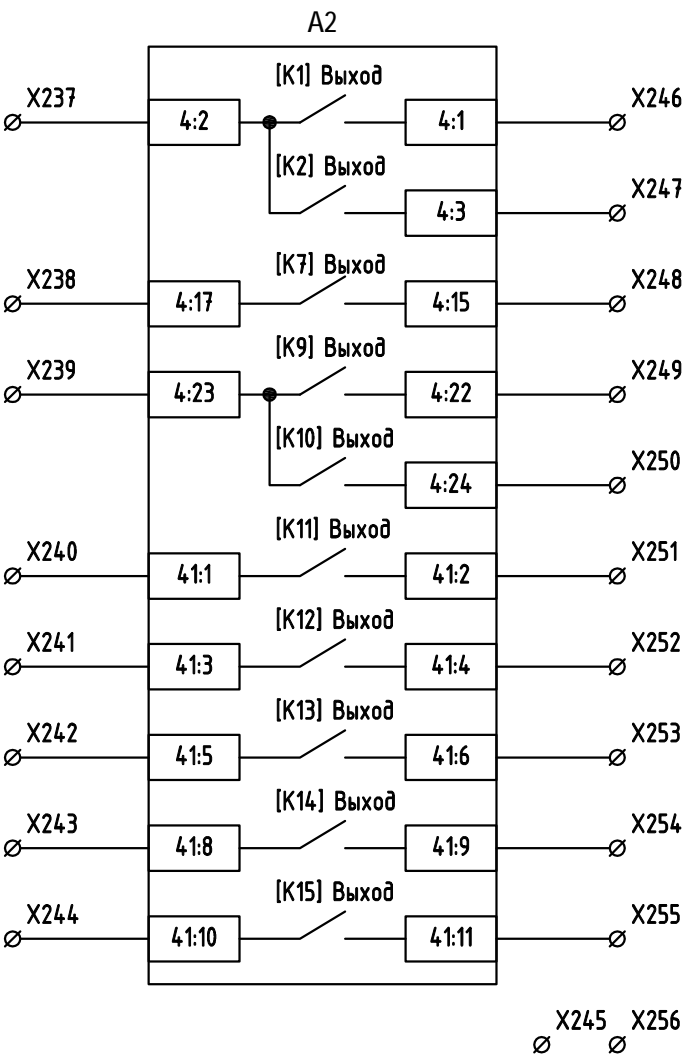 A2
[K1] Выход
X237 4:2 4:1 X246
[K2] Выход
4:3 X247
[K7] Выход
X238 4:17 4:15 X248
[K9] Выход
X239 4:23 4:22 X249
[K10] Выход
4:24 X250
[K11] Выход
X240 41:1 41:2 X251
[K12] Выход
X241 41:3 41:4 X252
[K13] Выход
X242 41:5 41:6 X253
[K14] Выход
X243 41:8 41:9 X254
[K15] Выход
X244 41:10 41:11 X255
X245 X256